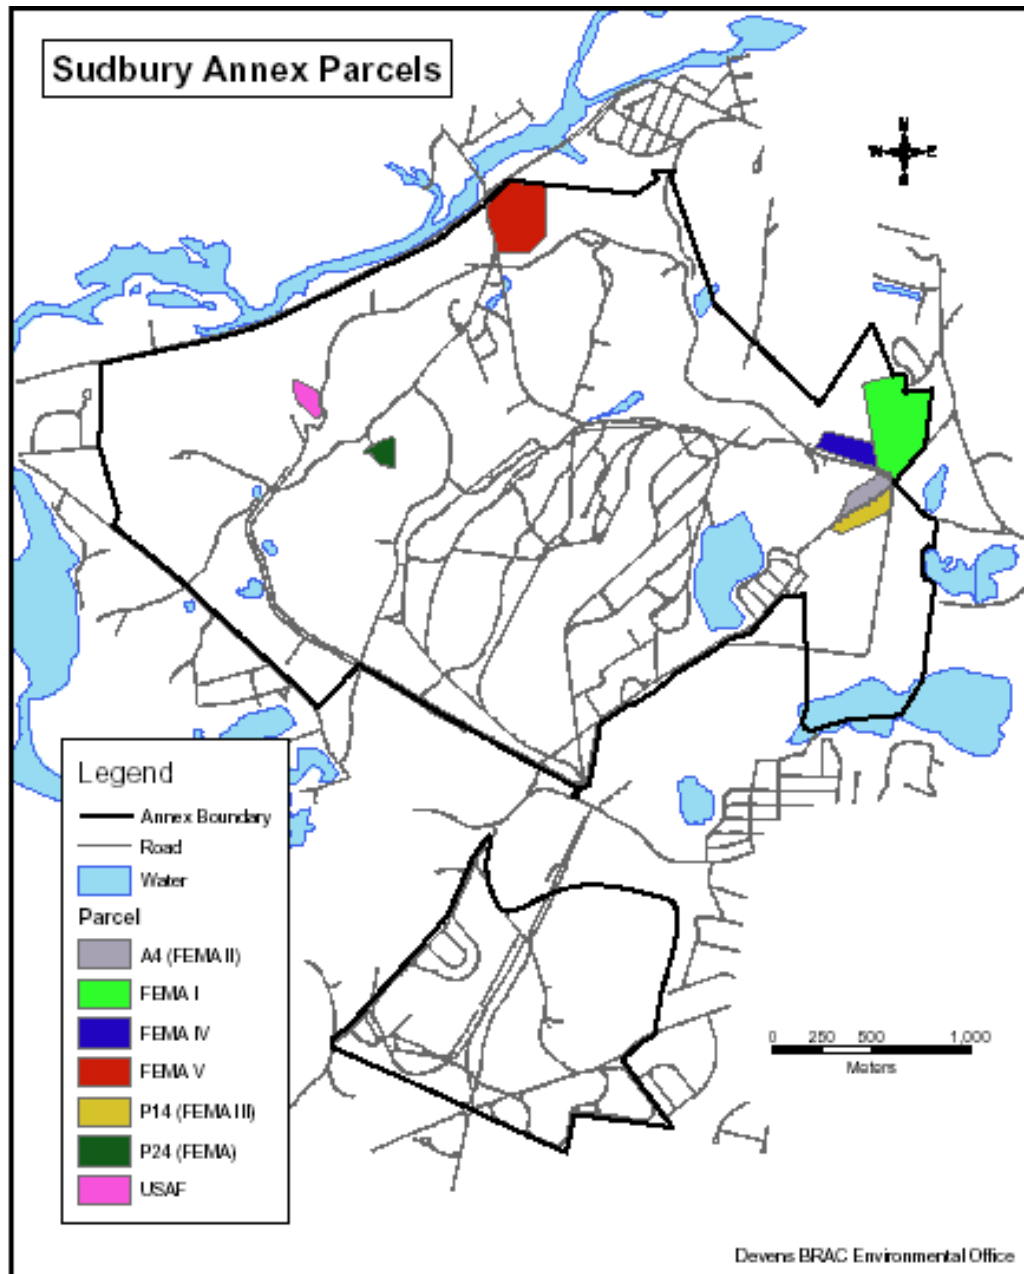 Sudbury Annex Parcels
N
W E
S
Legend
Annex Boundary
Road
Water
Parcel
A4 (FEMA II)
FEMA I
FEMA IV
FEMA V
P14 (FEMA III)
P24 (FEMA)
USAF
0 250 500 1,000
Meters
Devens BRAC Environmental Office